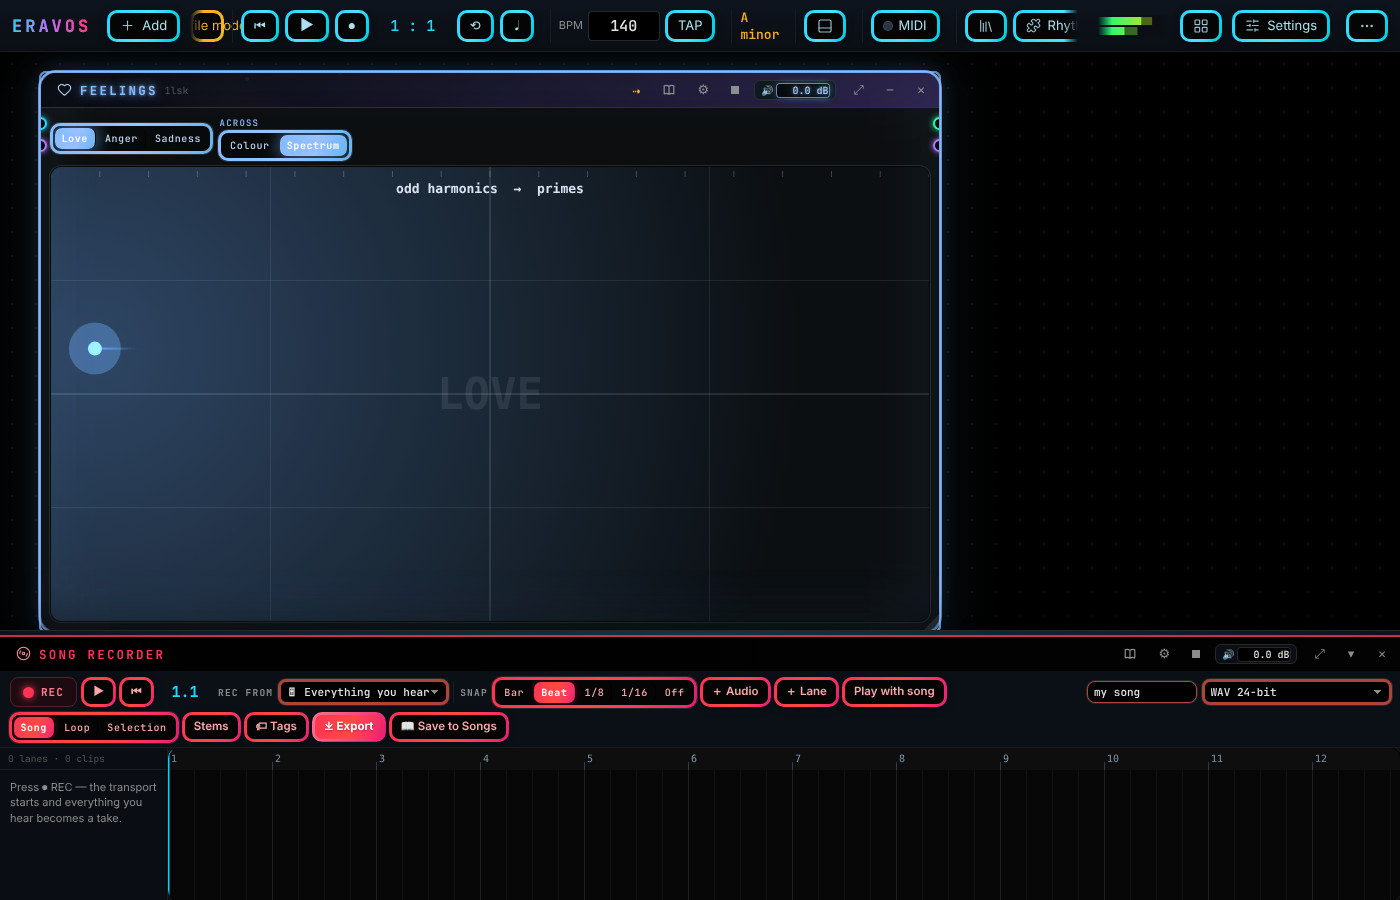 ERAVOS
+ Add
1 : 1
BPM
140
TAP
A
minor
MIDI
Settings
FEELINGS 1lsk
0.0 dB
Love Anger Sadness
ACROSS
Colour Spectrum
odd harmonics → primes
LOVE
SONG RECORDER
0.0 dB
REC
1.1
REC FROM
Everything you hear
SNAP
Bar Beat 1/8 1/16 Off
+ Audio
+ Lane
Play with song
my song
WAV 24-bit
Song Loop Selection
Stems
Tags
Export
Save to Songs
0 lanes · 0 clips
1 2 3 4 5 6 7 8 9 10 11 12
Press ● REC — the transport
starts and everything you
hear becomes a take.